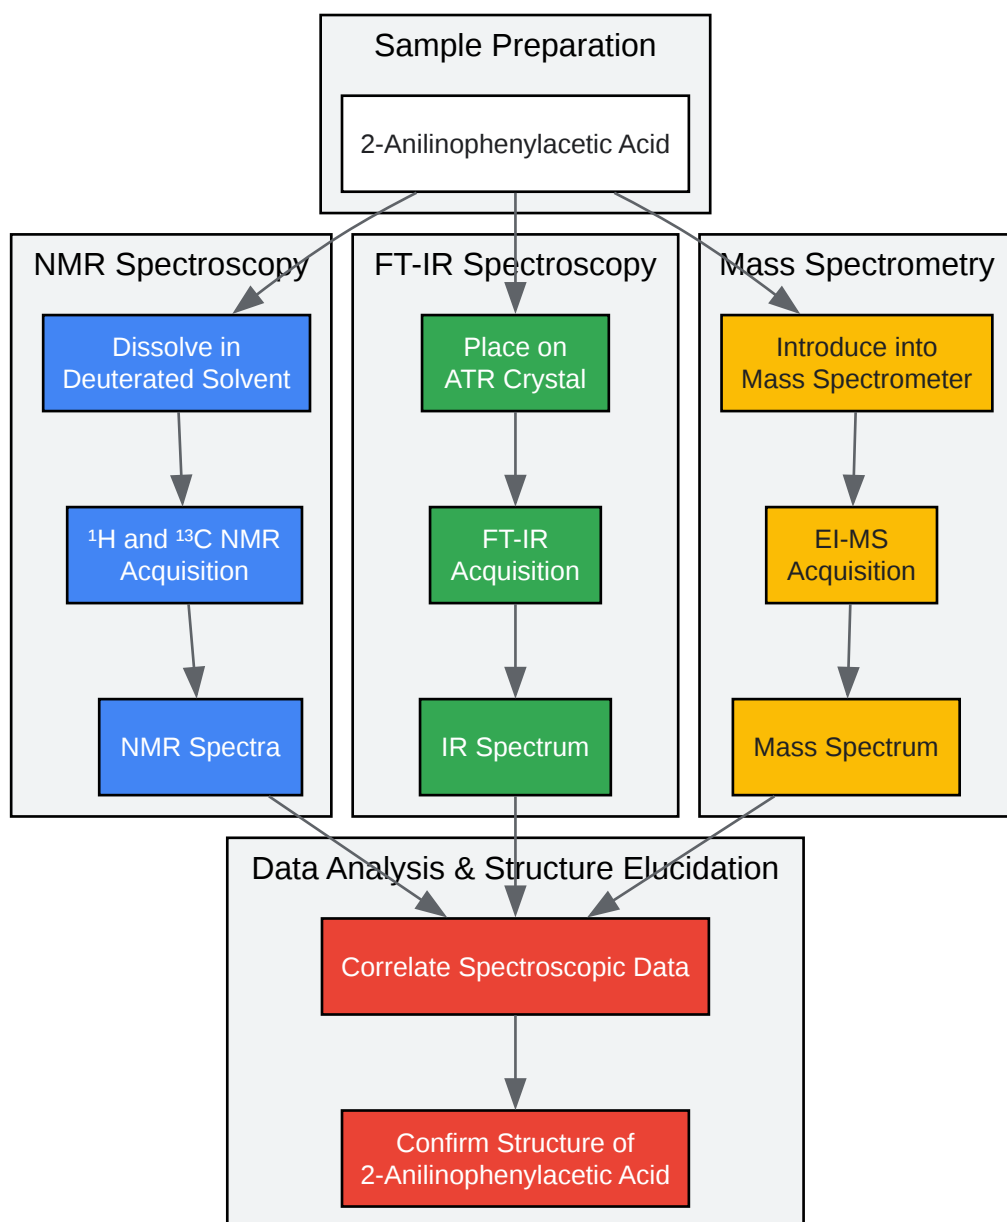 Sample Preparation
2-Anilinophenylacetic Acid
NMR Spectroscopy
Dissolve in
Deuterated Solvent
¹H and ¹³C NMR
Acquisition
NMR Spectra
FT-IR Spectroscopy
Place on
ATR Crystal
FT-IR
Acquisition
IR Spectrum
Mass Spectrometry
Introduce into
Mass Spectrometer
EI-MS
Acquisition
Mass Spectrum
Data Analysis & Structure Elucidation
Correlate Spectroscopic Data
Confirm Structure of
2-Anilinophenylacetic Acid